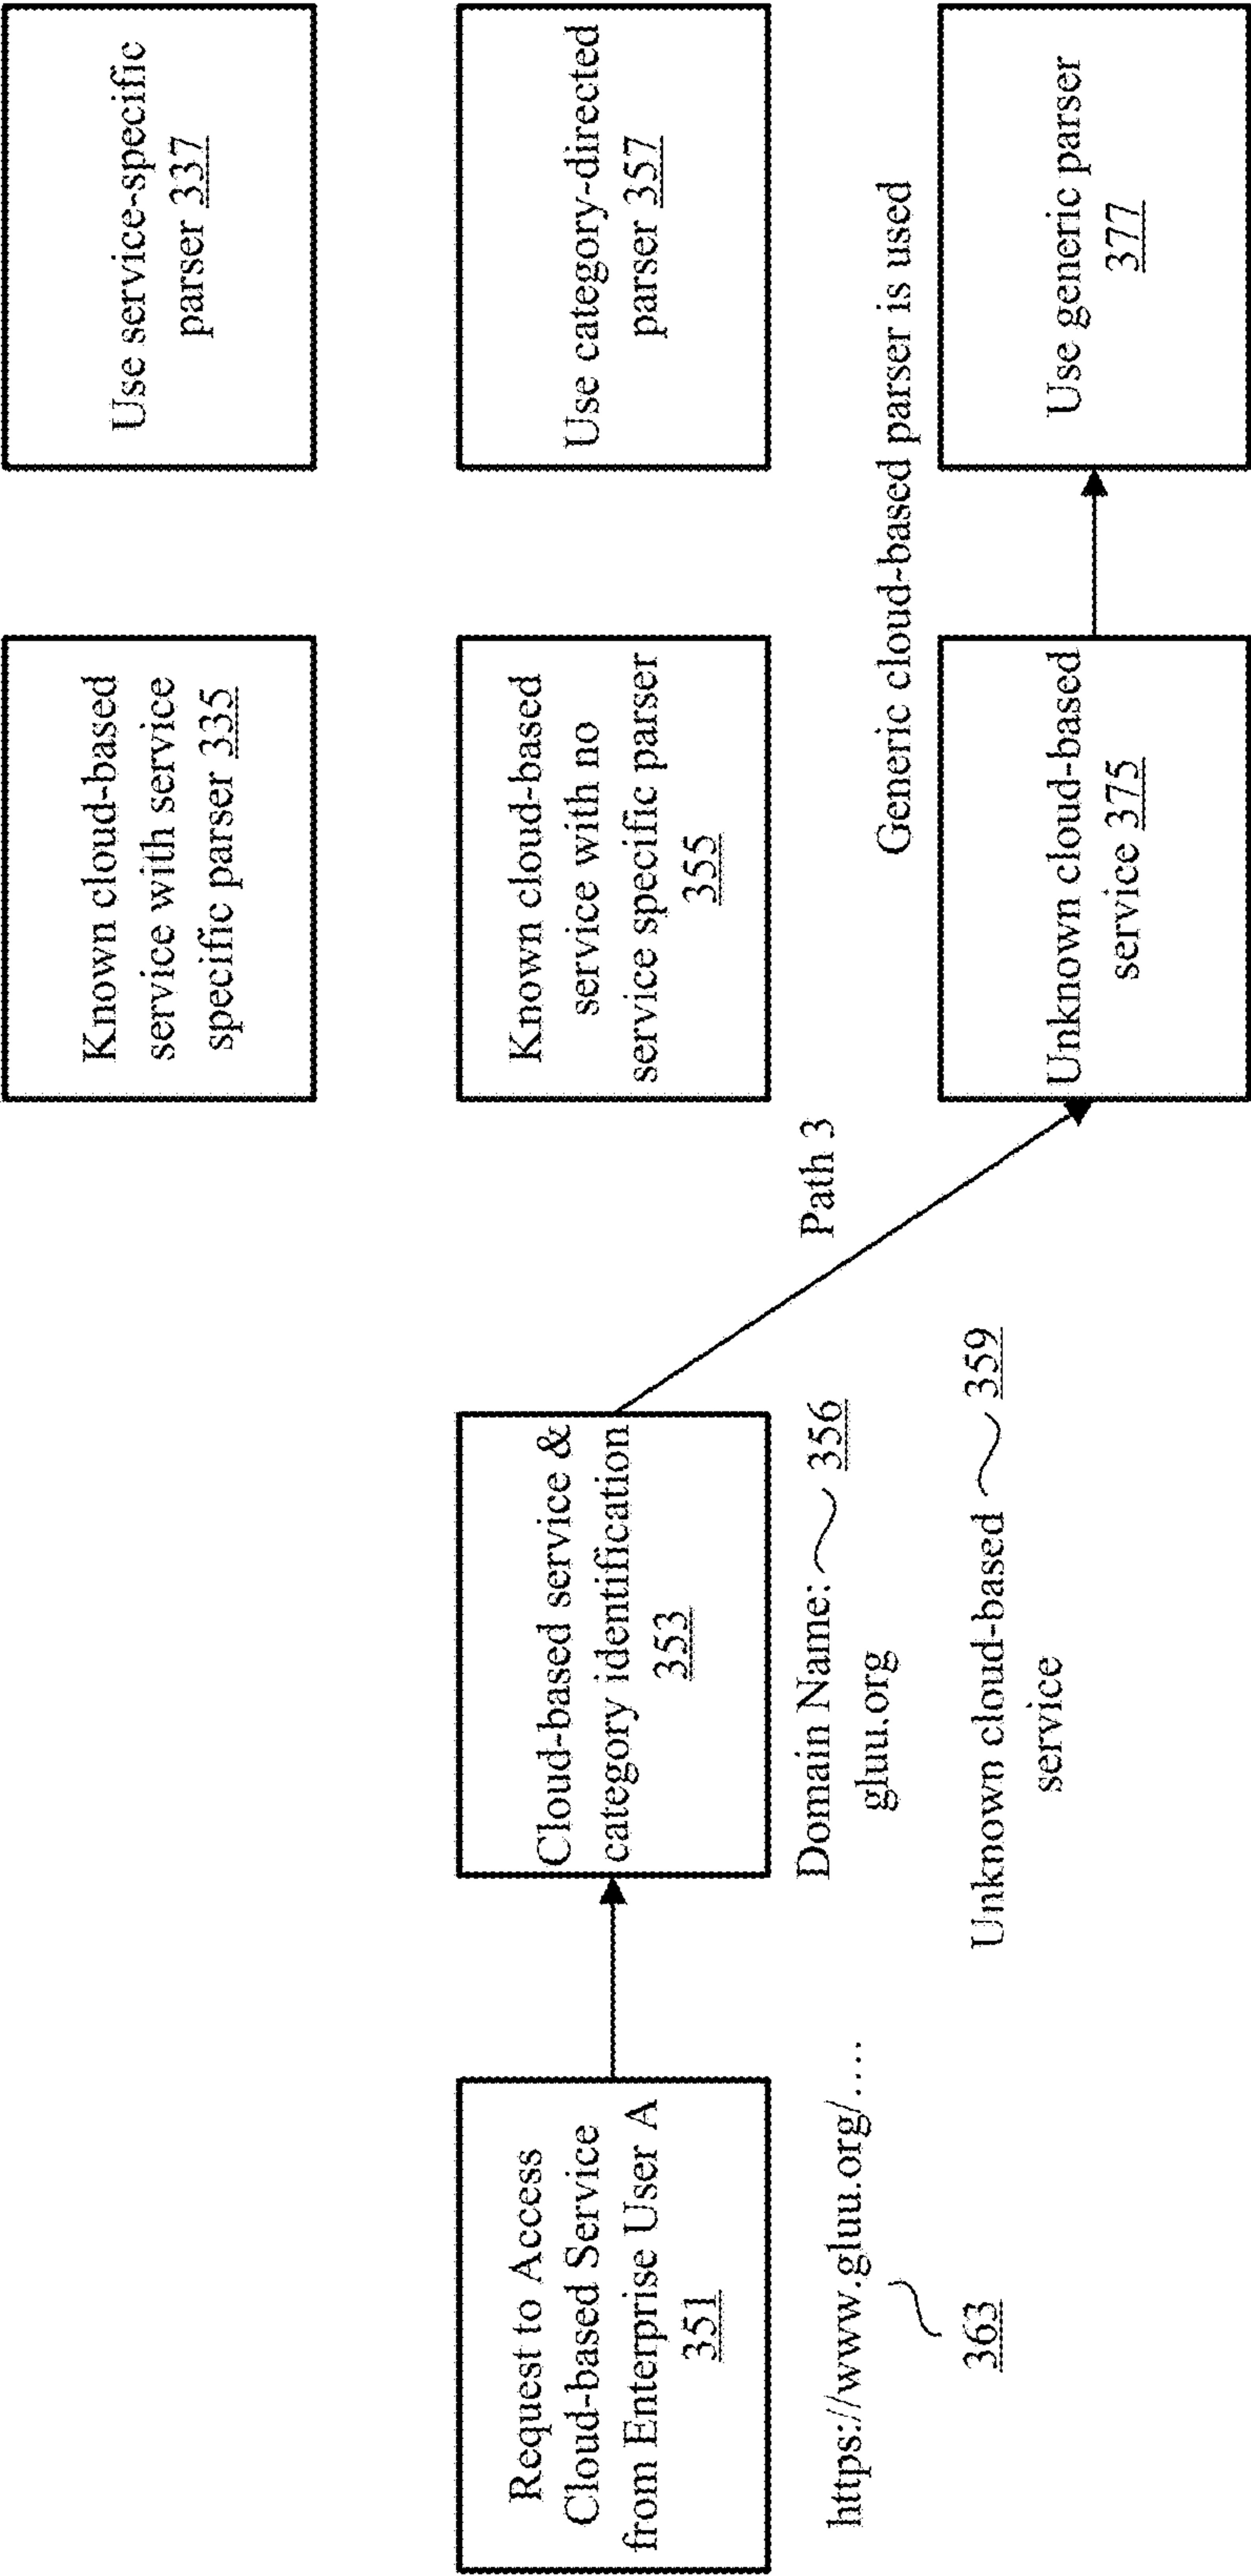 Known cloud-based
service with service
specific parser 335
Use service-specific
parser 337
Request to Access
Cloud-based Service
from Enterprise User A
351
Cloud-based service &
category identification
353
Known cloud-based
service with no
service specific parser
355
Use category-directed
parser 357
https://www.gluu.org/....
363
Domain Name: 356
gluu.org
Unknown cloud-based 359
service
Path 3
Generic cloud-based parser is used
Unknown cloud-based
service 375
Use generic parser
377